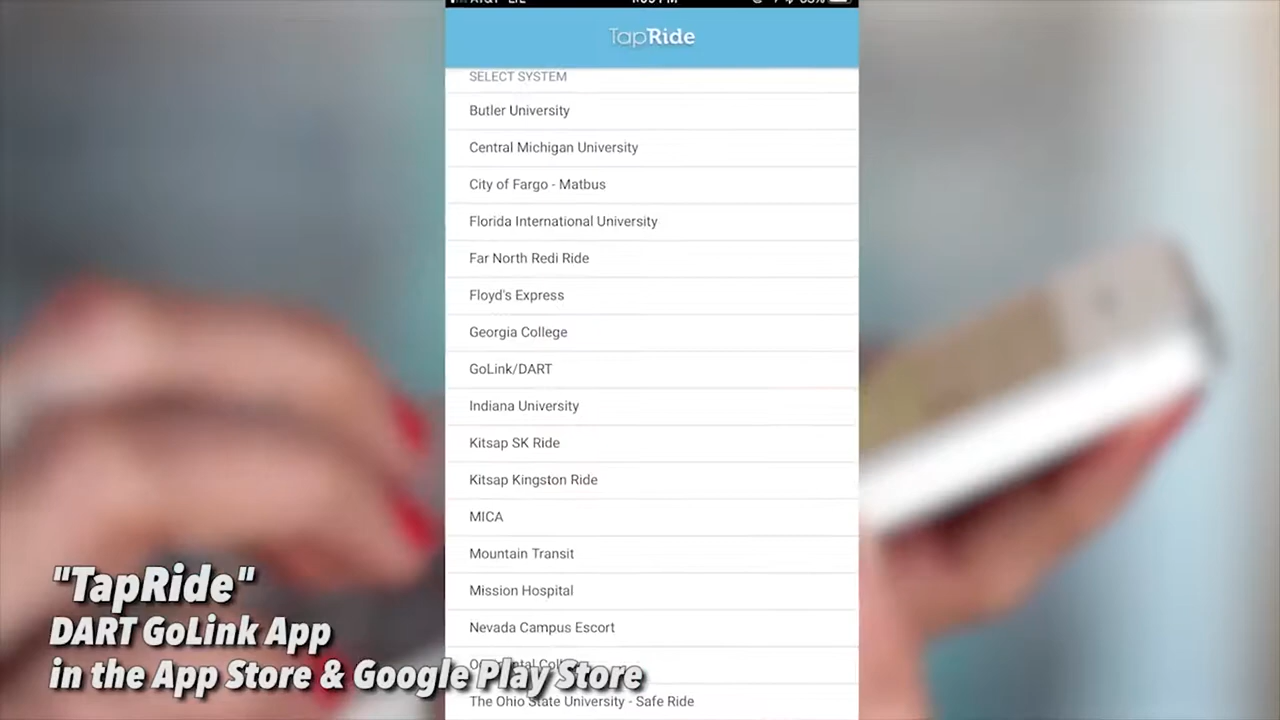 TapRide
SELECT SYSTEM
Butler University
Central Michigan University
City of Fargo - Matbus
Florida International University
Far North Redi Ride
Floyd's Express
Georgia College
GoLink/DART
Indiana University
Kitsap SK Ride
Kitsap Kingston Ride
MICA
Mountain Transit
Mission Hospital
Nevada Campus Escort
The Ohio State University - Safe Ride
"TapRide"
DART GoLink App
in the App Store & Google Play Store